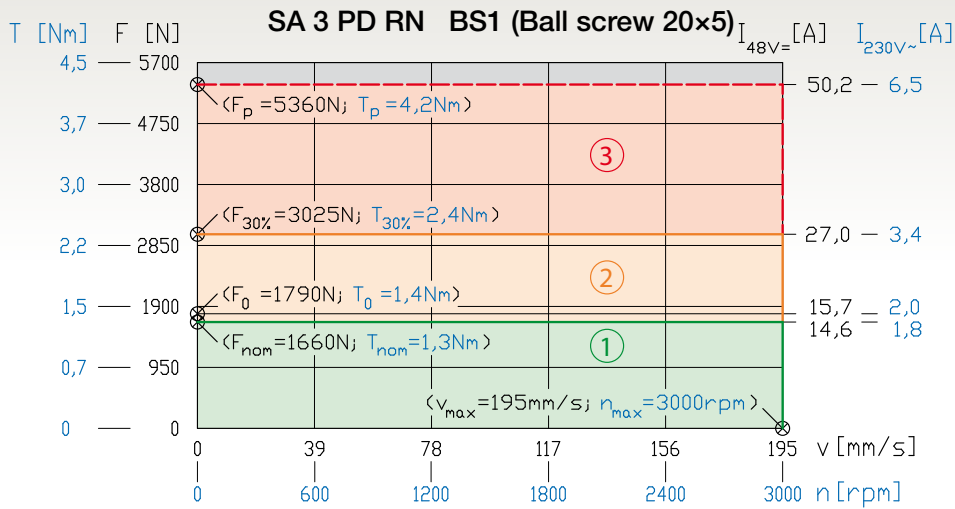 SA 3 PD RN BS1 (Ball screw 20×5)
T [Nm] F [N] I48V= [A] I230V~ [A]
4,5 5700
50,2 6,5
(Fp =5360N; Tp =4,2Nm)
3,7 4750
3
3,0 3800
(F30% =3025N; T30% =2,4Nm)
27,0 3,4
2,2 2850
2
(F0 =1790N; T0 =1,4Nm)
1,5 1900
15,7 2,0
14,6 1,8
(Fnom =1660N; Tnom =1,3Nm)
1
0,7 950
(vmax =195mm/s; nmax =3000rpm)
0 0
0 39 78 117 156 195 v [mm/s]
0 600 1200 1800 2400 3000 n [rpm]